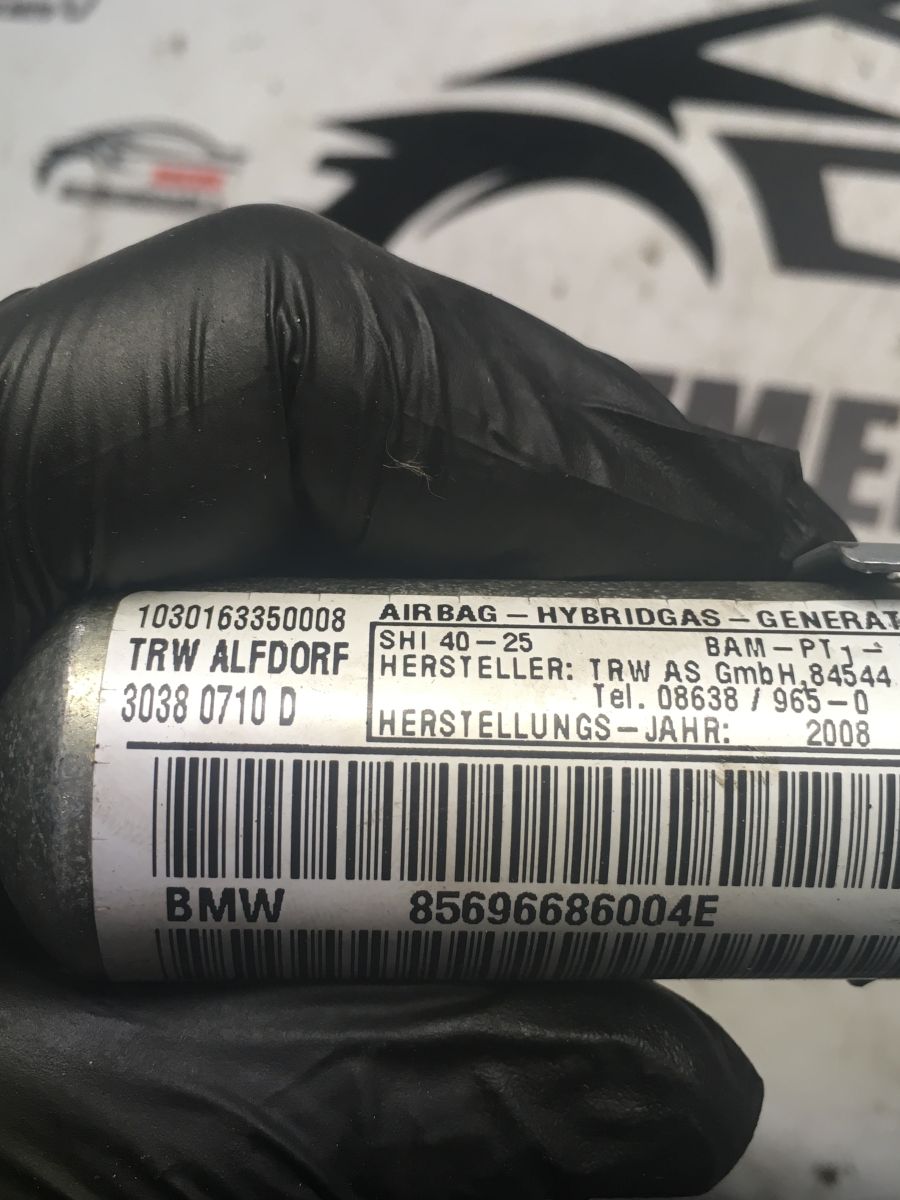 1030163350008
TRW ALFDORF
3038 0710 D
AIRBAG – HYBRIDGAS – GENERAT
SHI 40 – 25 BAM – PT1 –
HERSTELLER: TRW AS GmbH,84544
Tel. 08638 / 965–0
HERSTELLUNGS – JAHR: 2008
BMW 85696686004E